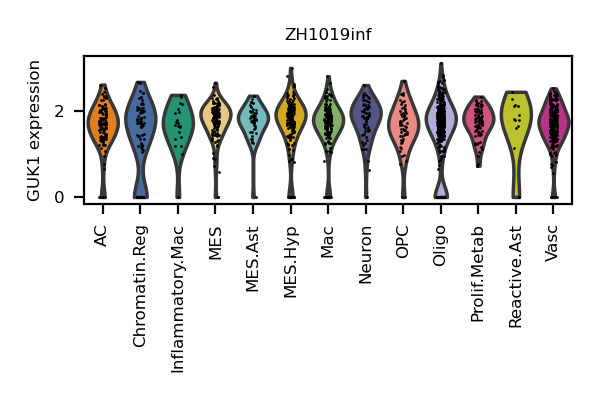 ZH1019inf
GUK1 expression
2
0
AC
Chromatin.Reg
Inflammatory.Mac
MES
MES.Ast
MES.Hyp
Mac
Neuron
OPC
Oligo
Prolif.Metab
Reactive.Ast
Vasc